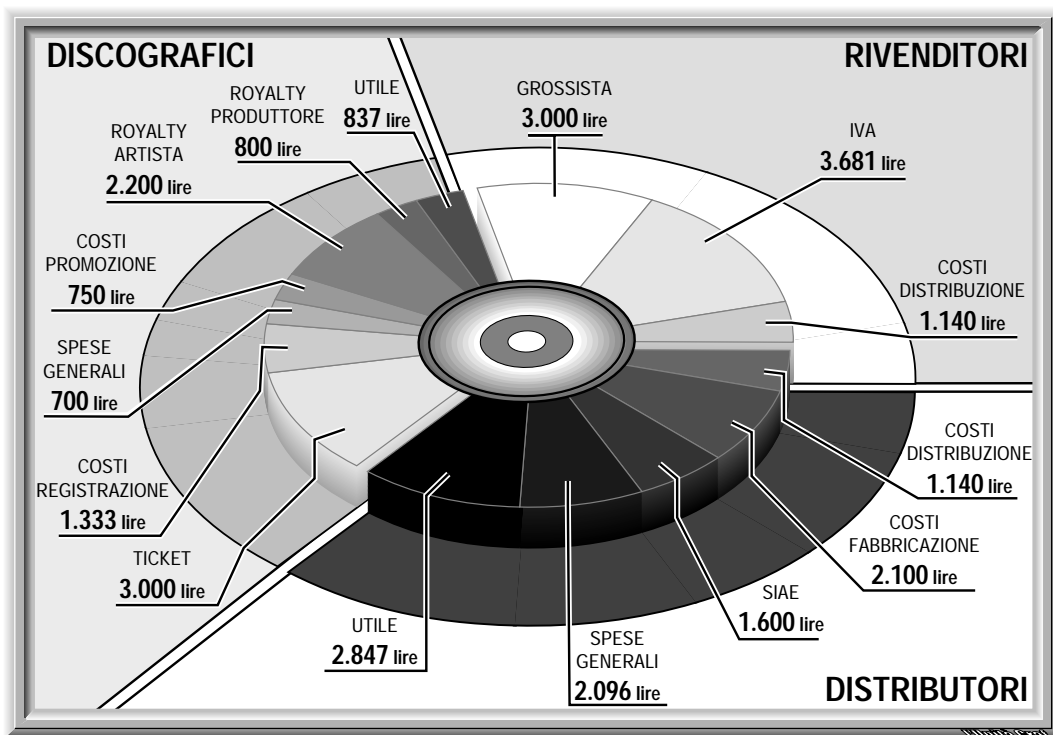 DISCOGRAFICI
RIVENDITORI
UTILE
837 lire
ROYALTY
PRODUTTORE
800 lire
ROYALTY
ARTISTA
2.200 lire
COSTI
PROMOZIONE
750 lire
SPESE
GENERALI
700 lire
COSTI
REGISTRAZIONE
1.333 lire
TICKET
3.000 lire
GROSSISTA
3.000 lire
IVA
3.681 lire
COSTI
DISTRIBUZIONE
1.140 lire
COSTI
DISTRIBUZIONE
1.140 lire
COSTI
FABBRICAZIONE
2.100 lire
SIAE
1.600 lire
SPESE
GENERALI
2.096 lire
UTILE
2.847 lire
DISTRIBUTORI